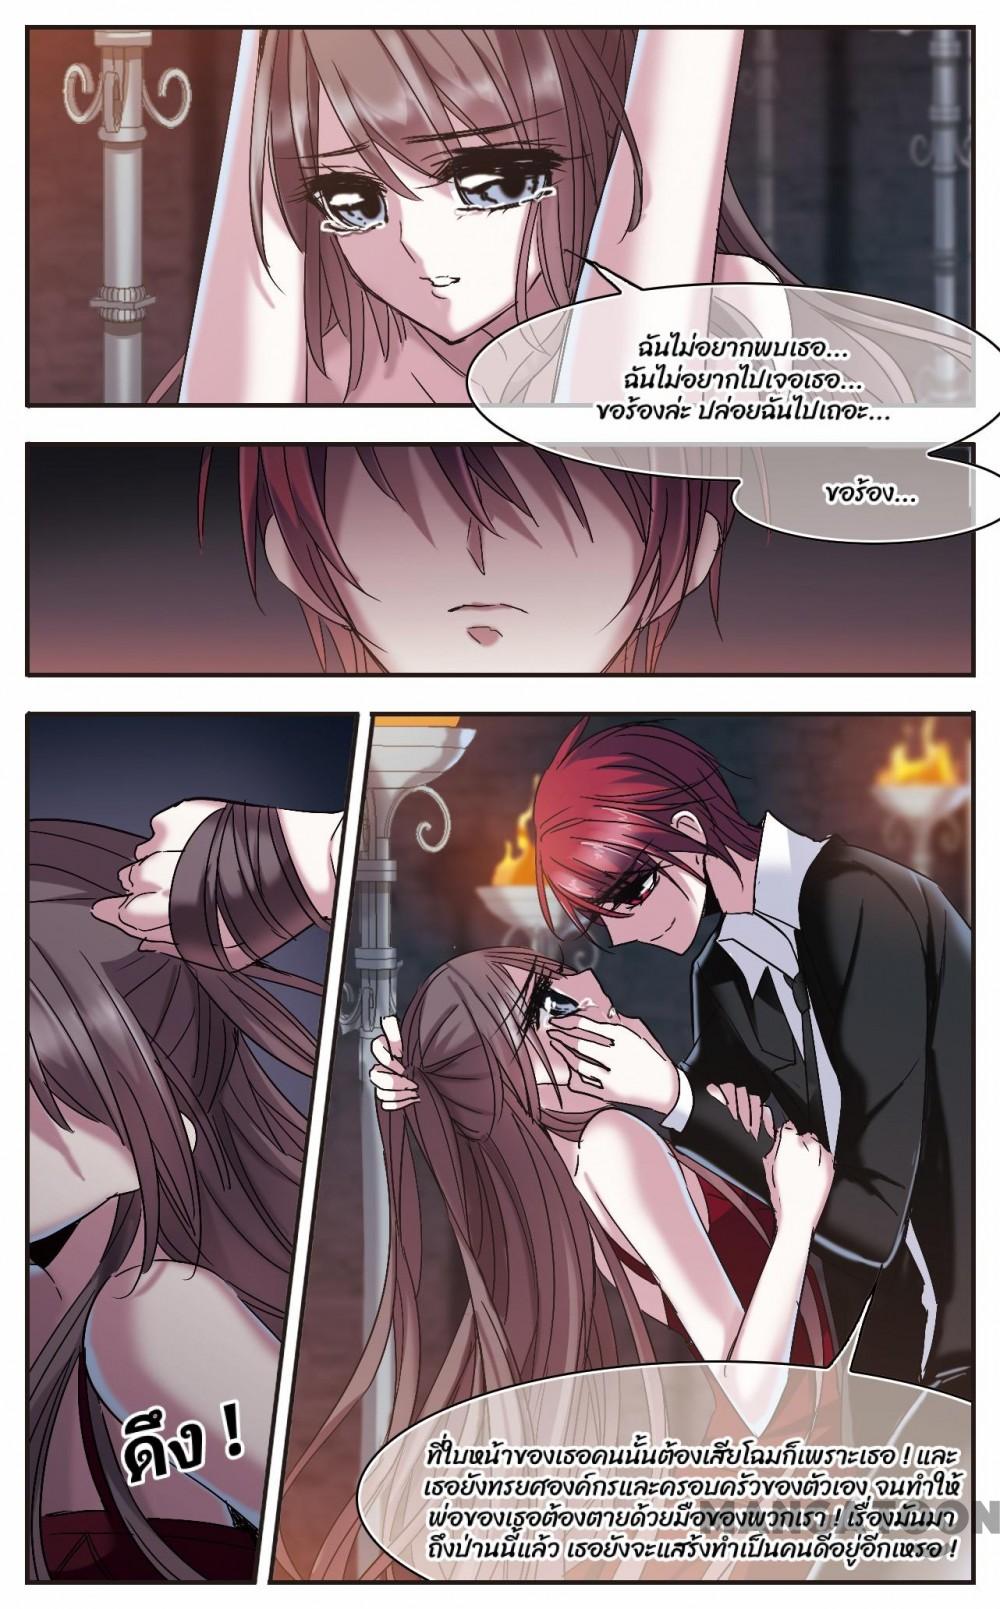 ฉันไม่อยากพบเธอ...
ฉันไม่อยากไปเจอเธอ...
ขอร้องล่ะ ปล่อยฉันไปเถอะ...
ขอร้อง...
ดึง !
ที่ใบหน้าของเธอคนนั้นต้องเสียโฉมก็เพราะเธอ ! และ
เธอยังทรยศองค์กรและครอบครัวของตัวเอง จนทำให้
พ่อของเธอต้องตายด้วยมือของพวกเรา ! เรื่องมันมา
ถึงป่านนี้แล้ว เธอยังจะแสร้งทำเป็นคนดีอยู่อีกเหรอ !
MANGATOON